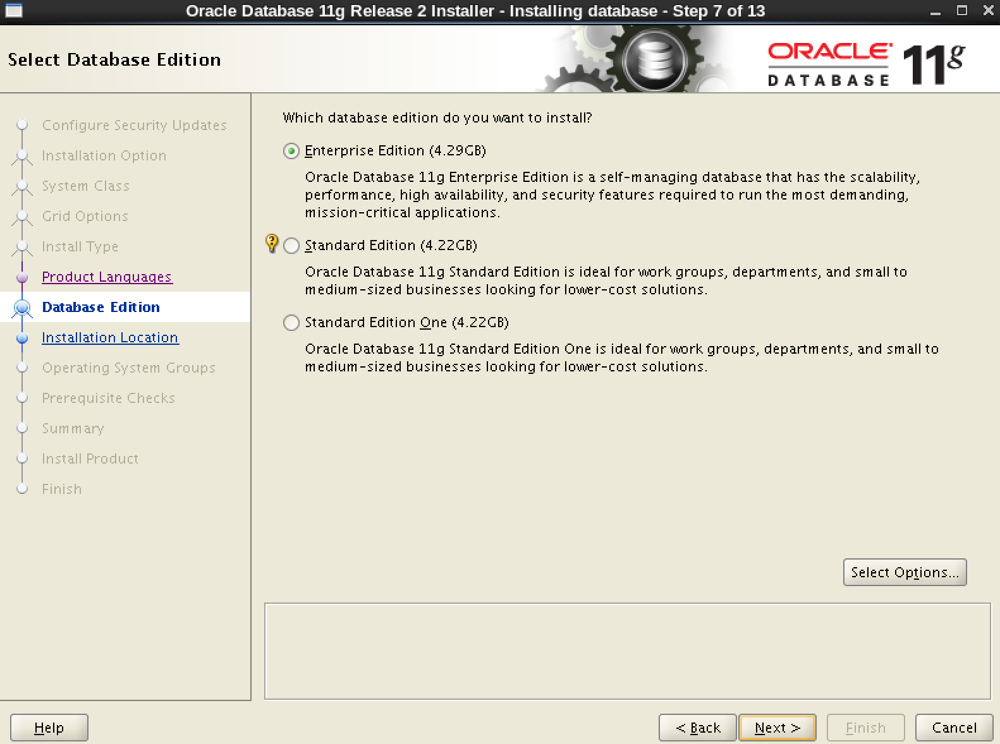 Oracle Database 11g Release 2 Installer - Installing database - Step 7 of 13
Select Database Edition
ORACLE
DATABASE
11g
Configure Security Updates
Installation Option
System Class
Grid Options
Install Type
Product Languages
Database Edition
Installation Location
Operating System Groups
Prerequisite Checks
Summary
Install Product
Finish
Which database edition do you want to install?
Enterprise Edition (4.29GB)
Oracle Database 11g Enterprise Edition is a self-managing database that has the scalability,
performance, high availability, and security features required to run the most demanding,
mission-critical applications.
Standard Edition (4.22GB)
Oracle Database 11g Standard Edition is ideal for work groups, departments, and small to
medium-sized businesses looking for lower-cost solutions.
Standard Edition One (4.22GB)
Oracle Database 11g Standard Edition One is ideal for work groups, departments, and small to
medium-sized businesses looking for lower-cost solutions.
Select Options...
Help
< Back
Next >
Finish
Cancel